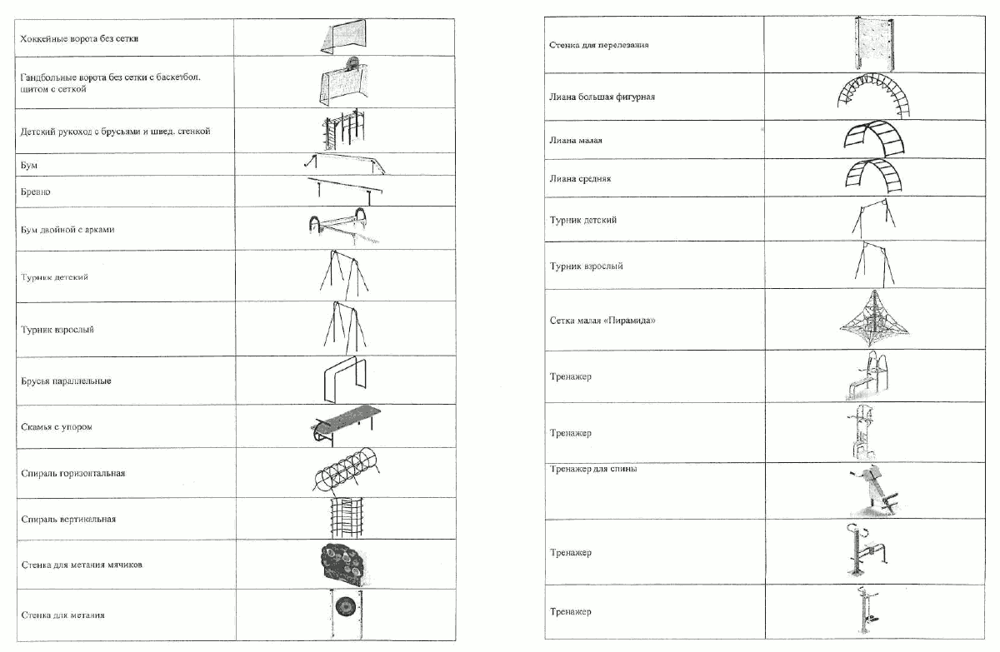 Хоккейные ворота без сетки
Гандбольные ворота без сетки с баскетбол.
щитом с сеткой
Детский рукоход с брусьями и швед. стенкой
Бум
Бревно
Бум двойной с арками
Турник детский
Турник взрослый
Брусья параллельные
Скамья с упором
Спираль горизонтальная
Спираль вертикальная
Стенка для метания мячиков
Стенка для метания
Стенка для перелезания
Лиана большая фигурная
Лиана малая
Лиана средняя
Турник детский
Турник взрослый
Сетка малая «Пирамида»
Тренажер
Тренажер
Тренажер для спины
Тренажер
Тренажер